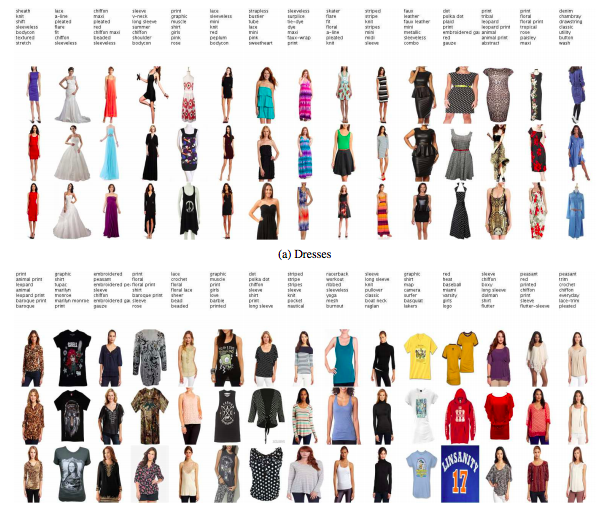 sheath
knit
shift
sleeveless
bodycon
textured
stretch
lace
a-line
pleated
flare
fit
chiffon
sleeveless
chiffon
maxi
pleated
red
chiffon maxi
beaded
sleeveless
sleeve
v-neck
long sleeve
summer
chiffon
shoulder
bodycon
print
graphic
muscle
print
girls
pink
rose
lace
sleeveless
mini
knit
red
peplum
bodycon
strapless
bustier
tube
lace
mini
pink
sweetheart
sleeveless
surplice
tie-dye
maxi
faux-wrap
print
skater
flare
fit
floral
a-line
pleated
knit
striped
stripe
knit
stripes
mini
midi
sleeve
faux
leather
faux leather
mini
metallic
sleeveless
combo
dot
polka dot
plaid
print
embroidered gau
red
gauze
print
tribal
leopard
leopard print
animal
animal print
abstract
print
floral
floral print
tropical
rose
paisley
maxi
denim
chambray
drawstring
classic
utility
button
wash
(a) Dresses
print
animal print
leopard
animal
leopard print
baroque print
baroque
graphic
shirt
tupac
marilyn
monroe
marilyn monroe
print
embroidered
peasant
embroidered pea
sleeve
chiffon
embroidered gau
gauze
print
floral
floral print
shirt
baroque print
sleeve
rose
lace
crochet
floral
floral lace
sheer
bead
beaded
graphic
muscle
print
girls
love
barbie
printed
dot
polka dot
chiffon
sleeve
shirt
print
long sleeve
striped
stripe
stripes
sleeve
knit
pocket
nautical
racerback
workout
ribbed
sleeveless
yoga
mesh
burnout
sleeve
long sleeve
knit
pullover
classic
boat neck
raglan
graphic
shirt
map
camera
surfer
basquiat
lakers
red
heat
baseball
miami
varsity
girls
lego
sleeve
chiffon
boxy
long sleeve
dolman
shirt
flutter
peasant
red
printed
chiffon
print
sleeve
flutter-sleeve
peasant
trim
crochet
chiffon
everyday
lace-trim
pleated
LINSANITY
17